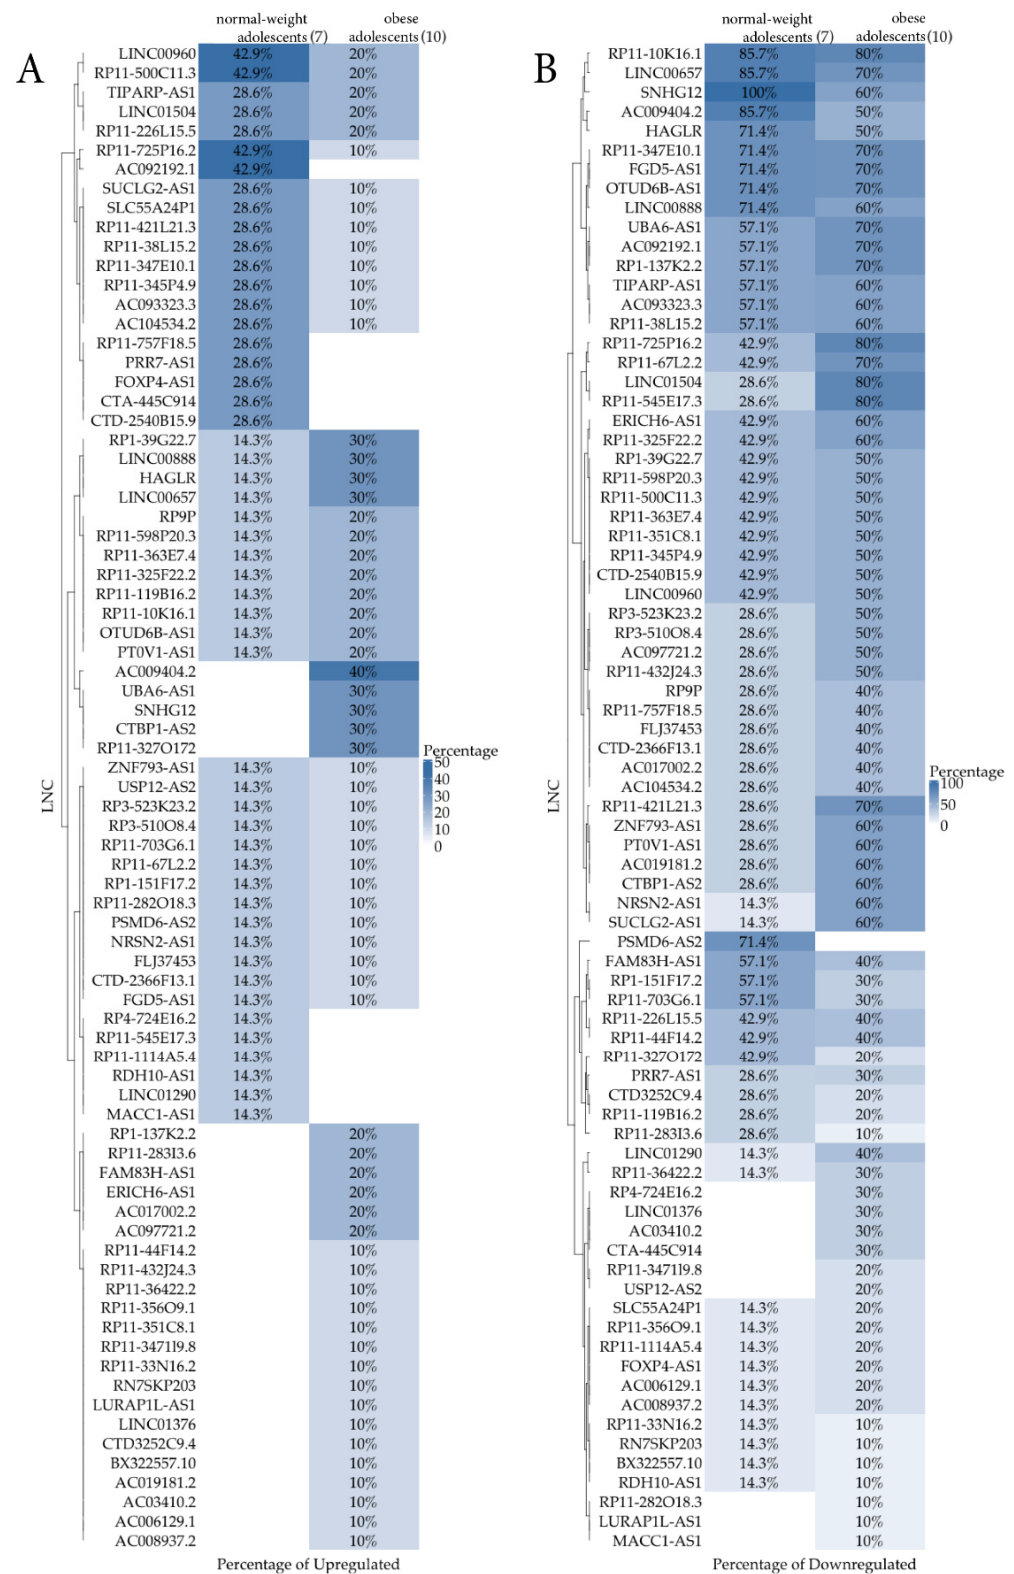 normal-weight adolescents (7) obese adolescents (10)
A
LINC00960 42.9% 20%
RP11-500C11.3 42.9% 20%
TIPARP-AS1 28.6% 20%
LINC01504 28.6% 20%
RP11-226L15.5 28.6% 20%
RP11-725P16.2 42.9% 10%
AC092192.1 42.9%
SUCLG2-AS1 28.6% 10%
SLC55A24P1 28.6% 10%
RP11-421L21.3 28.6% 10%
RP11-38L15.2 28.6% 10%
RP11-347E10.1 28.6% 10%
RP11-345P4.9 28.6% 10%
AC093323.3 28.6% 10%
AC104534.2 28.6% 10%
RP11-757F18.5 28.6%
PRR7-AS1 28.6%
FOXP4-AS1 28.6%
CTA-445C914 28.6%
CTD-2540B15.9 28.6%
RP1-39G22.7 14.3% 30%
LINC00888 14.3% 30%
HAGLR 14.3% 30%
LINC00657 14.3% 30%
RP9P 14.3% 20%
RP11-598P20.3 14.3% 20%
RP11-363E7.4 14.3% 20%
RP11-325F22.2 14.3% 20%
RP11-119B16.2 14.3% 20%
RP11-10K16.1 14.3% 20%
OTUD6B-AS1 14.3% 20%
PT0V1-AS1 14.3% 20%
AC009404.2 40%
UBA6-AS1 30%
SNHG12 30%
CTBP1-AS2 30%
RP11-327O172 30%
ZNF793-AS1 14.3% 10%
USP12-AS2 14.3% 10%
RP3-523K23.2 14.3% 10%
RP3-510O8.4 14.3% 10%
RP11-703G6.1 14.3% 10%
RP11-67L2.2 14.3% 10%
RP1-151F17.2 14.3% 10%
RP11-282O18.3 14.3% 10%
PSMD6-AS2 14.3% 10%
NRSN2-AS1 14.3% 10%
FLJ37453 14.3% 10%
CTD-2366F13.1 14.3% 10%
FGD5-AS1 14.3% 10%
RP4-724E16.2 14.3%
RP11-545E17.3 14.3%
RP11-1114A5.4 14.3%
RDH10-AS1 14.3%
LINC01290 14.3%
MACC1-AS1 14.3%
RP1-137K2.2 20%
RP11-283I3.6 20%
FAM83H-AS1 20%
ERICH6-AS1 20%
AC017002.2 20%
AC097721.2 20%
RP11-44F14.2 10%
RP11-432J24.3 10%
RP11-36422.2 10%
RP11-356O9.1 10%
RP11-351C8.1 10%
RP11-347119.8 10%
RP11-33N16.2 10%
RN7SKP203 10%
LURAP1L-AS1 10%
LINC01376 10%
CTD3252C9.4 10%
BX322557.10 10%
AC019181.2 10%
AC03410.2 10%
AC006129.1 10%
AC008937.2 10%
LNC
Percentage
50
40
30
20
10
0
Percentage of Upregulated
normal-weight adolescents (7) obese adolescents (10)
B
RP11-10K16.1 85.7% 80%
LINC00657 85.7% 70%
SNHG12 100% 60%
AC009404.2 85.7% 50%
HAGLR 71.4% 50%
RP11-347E10.1 71.4% 70%
FGD5-AS1 71.4% 70%
OTUD6B-AS1 71.4% 70%
LINC00888 71.4% 60%
UBA6-AS1 57.1% 70%
AC092192.1 57.1% 70%
RP1-137K2.2 57.1% 70%
TIPARP-AS1 57.1% 60%
AC093323.3 57.1% 60%
RP11-38L15.2 57.1% 60%
RP11-725P16.2 42.9% 80%
RP11-67L2.2 42.9% 70%
LINC01504 28.6% 80%
RP11-545E17.3 28.6% 80%
ERICH6-AS1 42.9% 60%
RP11-325F22.2 42.9% 60%
RP1-39G22.7 42.9% 50%
RP11-598P20.3 42.9% 50%
RP11-500C11.3 42.9% 50%
RP11-363E7.4 42.9% 50%
RP11-351C8.1 42.9% 50%
RP11-345P4.9 42.9% 50%
CTD-2540B15.9 42.9% 50%
LINC00960 42.9% 50%
RP3-523K23.2 28.6% 50%
RP3-510O8.4 28.6% 50%
AC097721.2 28.6% 50%
RP11-432J24.3 28.6% 50%
RP9P 28.6% 40%
RP11-757F18.5 28.6% 40%
FLJ37453 28.6% 40%
CTD-2366F13.1 28.6% 40%
AC017002.2 28.6% 40%
AC104534.2 28.6% 40%
RP11-421L21.3 28.6% 70%
ZNF793-AS1 28.6% 60%
PT0V1-AS1 28.6% 60%
AC019181.2 28.6% 60%
CTBP1-AS2 28.6% 60%
NRSN2-AS1 14.3% 60%
SUCLG2-AS1 14.3% 60%
PSMD6-AS2 71.4%
FAM83H-AS1 57.1% 40%
RP1-151F17.2 57.1% 30%
RP11-703G6.1 57.1% 30%
RP11-226L15.5 42.9% 40%
RP11-44F14.2 42.9% 40%
RP11-327O172 42.9% 20%
PRR7-AS1 28.6% 30%
CTD3252C9.4 28.6% 20%
RP11-119B16.2 28.6% 20%
RP11-283I3.6 28.6% 10%
LINC01290 14.3% 40%
RP11-36422.2 14.3% 30%
RP4-724E16.2 30%
LINC01376 30%
AC03410.2 30%
CTA-445C914 30%
RP11-347119.8 20%
USP12-AS2 20%
SLC55A24P1 14.3% 20%
RP11-356O9.1 14.3% 20%
RP11-1114A5.4 14.3% 20%
FOXP4-AS1 14.3% 20%
AC006129.1 14.3% 20%
AC008937.2 14.3% 20%
RP11-33N16.2 14.3% 10%
RN7SKP203 14.3% 10%
BX322557.10 14.3% 10%
RDH10-AS1 14.3% 10%
RP11-282O18.3 10%
LURAP1L-AS1 10%
MACC1-AS1 10%
LNC
Percentage
100
50
0
Percentage of Downregulated